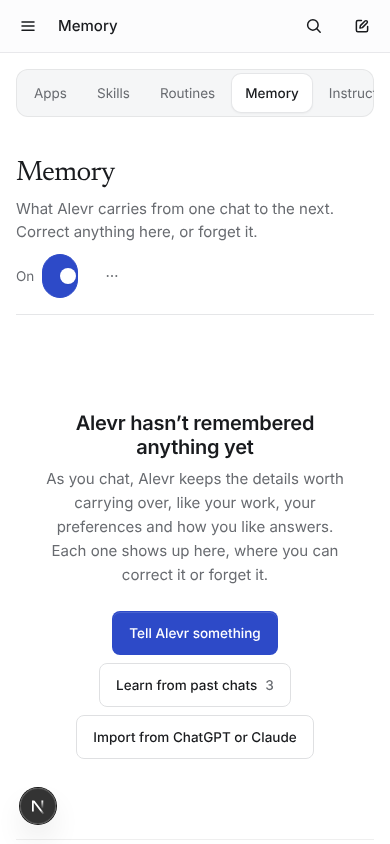 Memory
Apps Skills Routines Memory Instruc
Memory
What Alevr carries from one chat to the next.
Correct anything here, or forget it.
On ...
Alevr hasn’t remembered
anything yet
As you chat, Alevr keeps the details worth
carrying over, like your work, your
preferences and how you like answers.
Each one shows up here, where you can
correct it or forget it.
Tell Alevr something
Learn from past chats 3
Import from ChatGPT or Claude
N